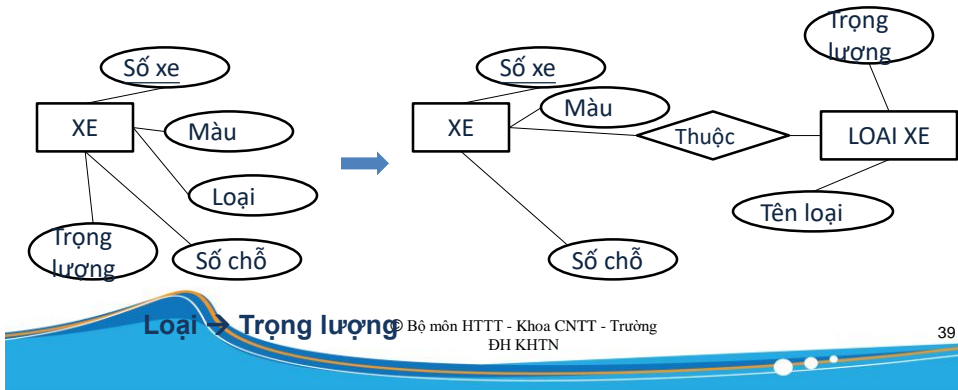 Số xe
XE
Màu
Loại
Trọng
lượng
Số chỗ
Số xe
Màu
XE
Thuộc
Trọng
lượng
LOAI XE
Tên loại
Số chỗ
Loại → Trọng lượng
© Bộ môn HTTT - Khoa CNTT - Trường
ĐH KHTN
39